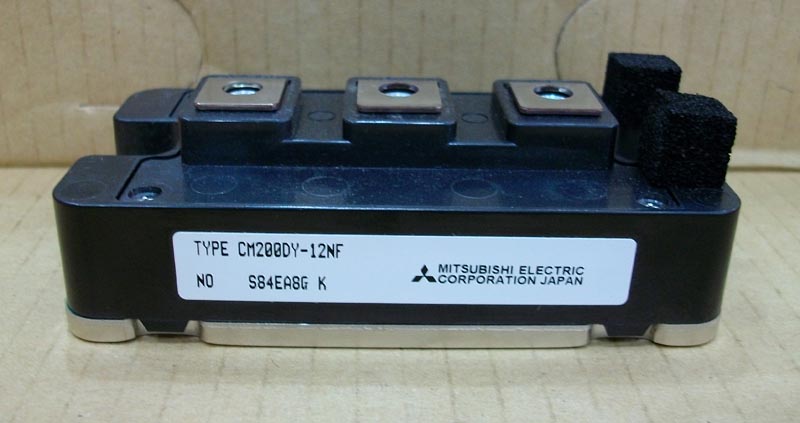 TYPE CM200DY-12NF
NO S84EA8G K
MITSUBISHI ELECTRIC
CORPORATION JAPAN